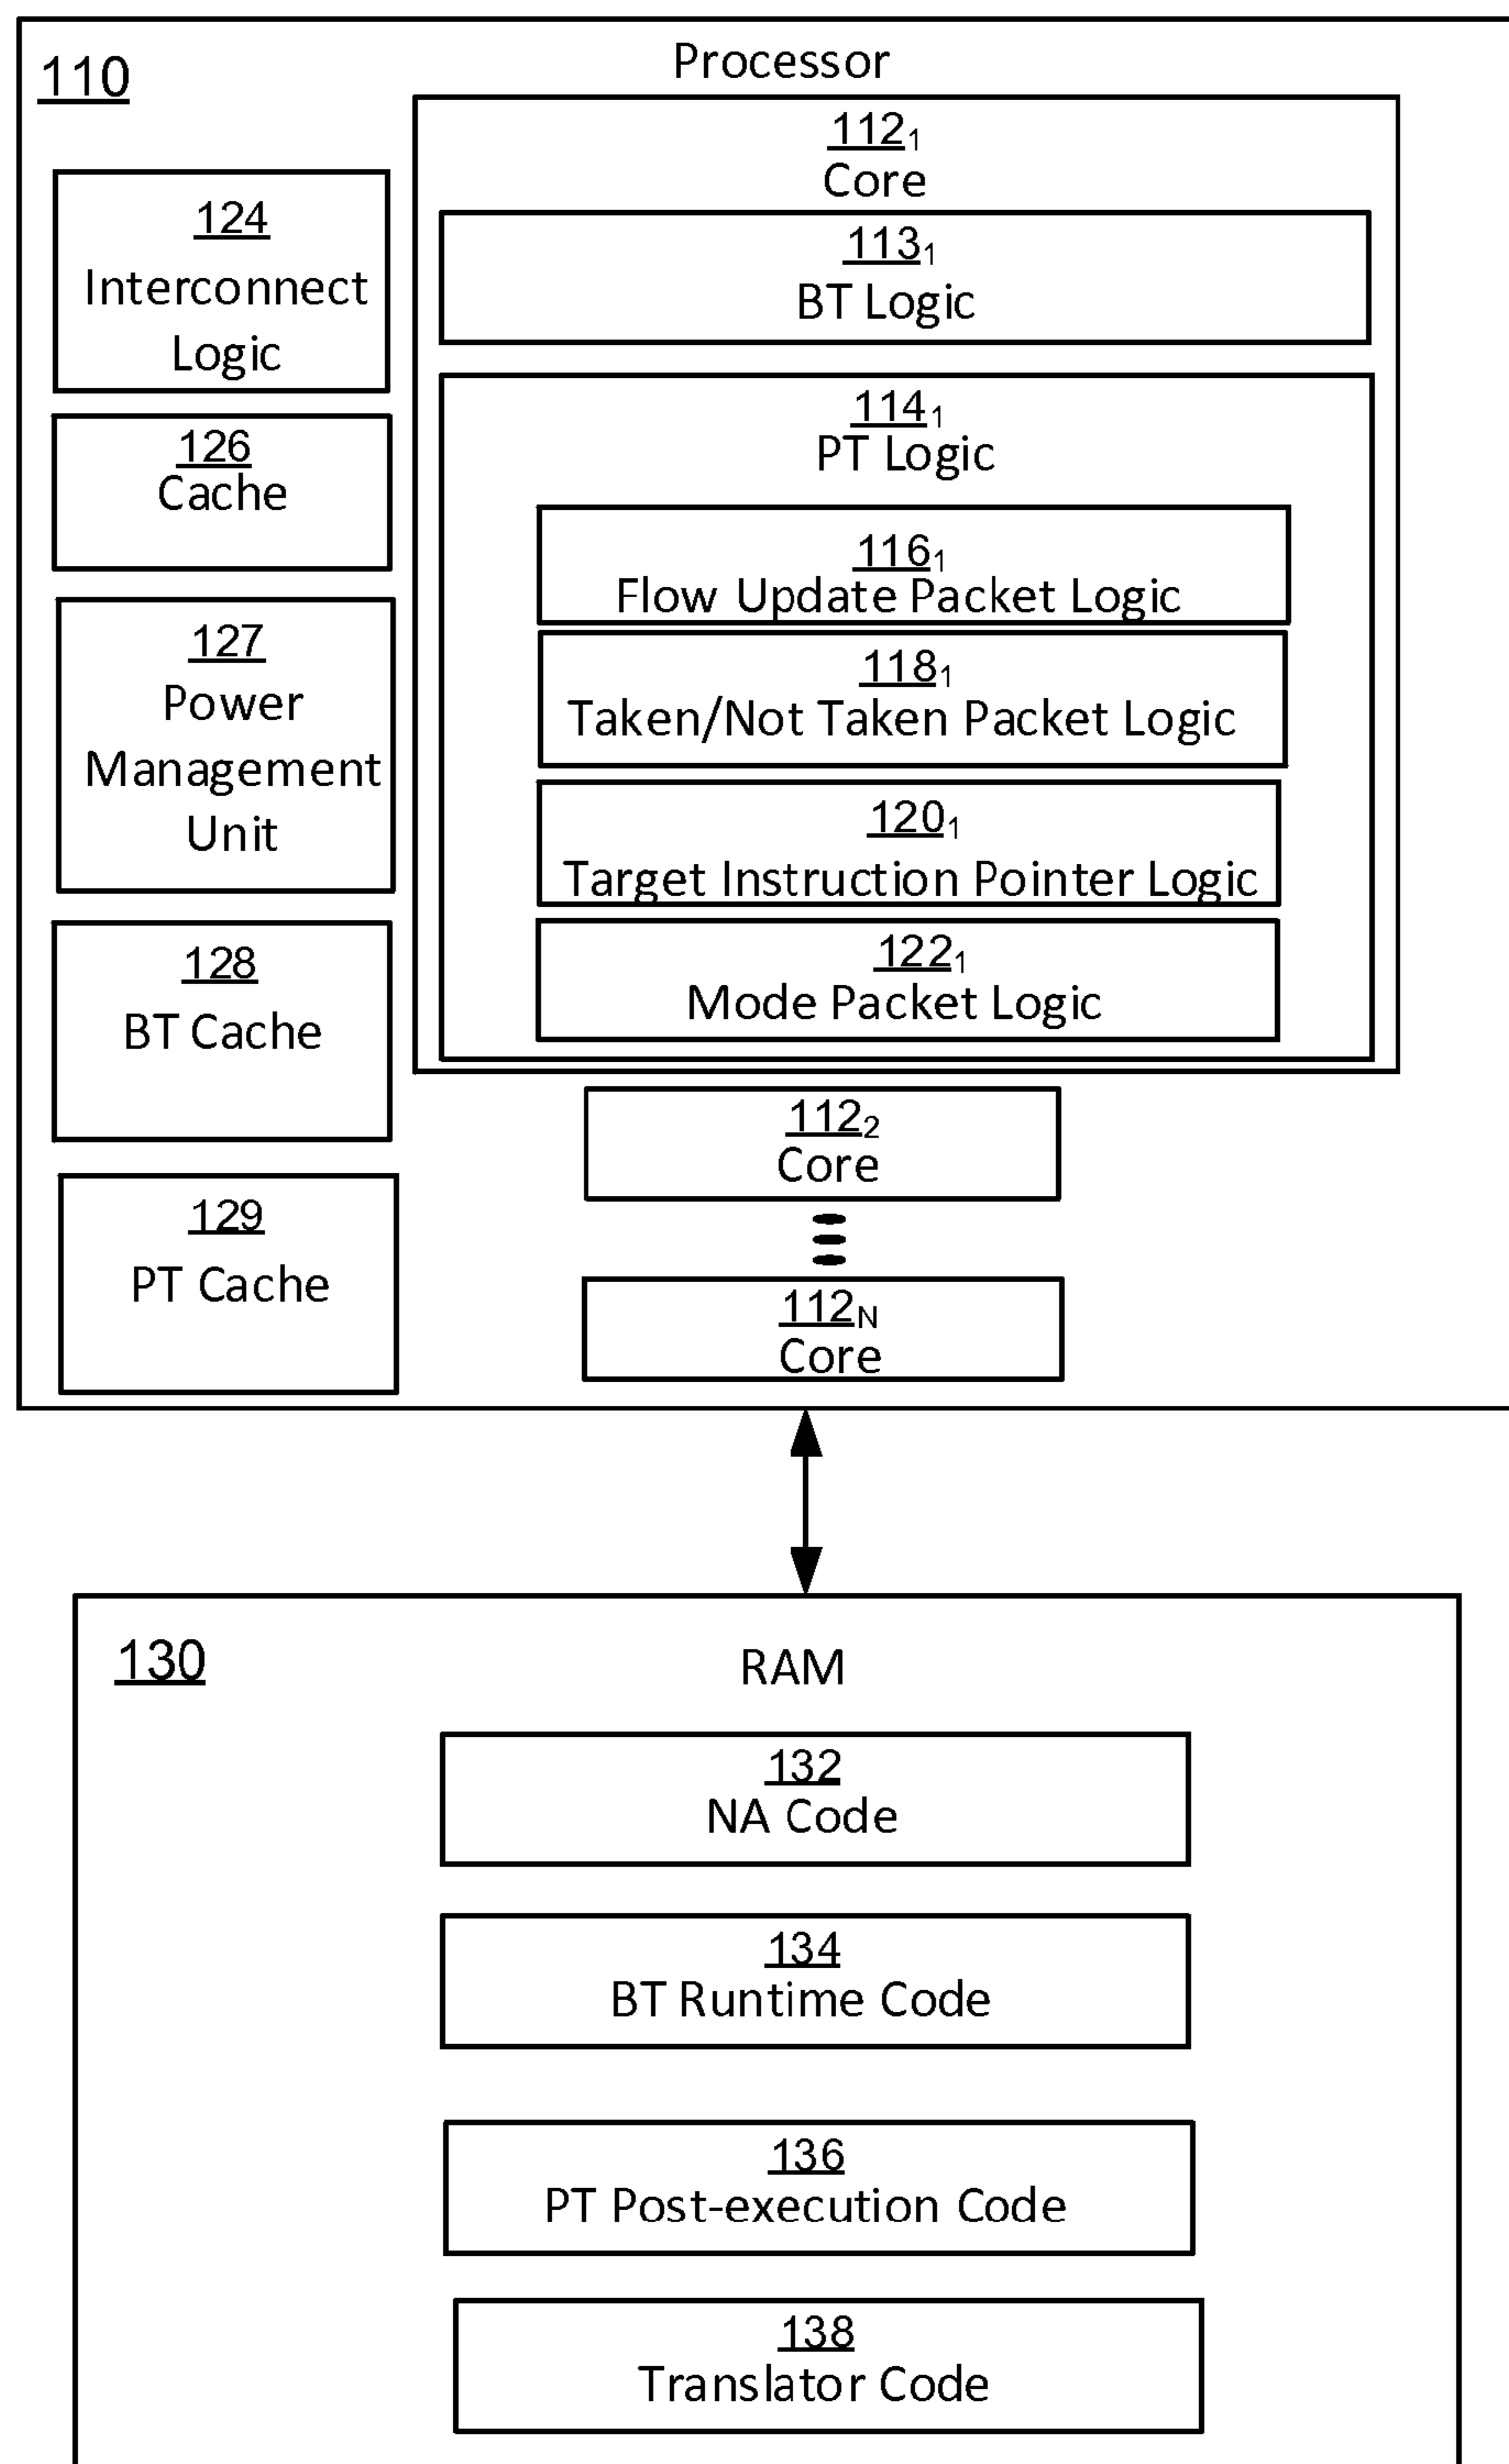 110
Processor
112₁
Core
113₁
BT Logic
114₁
PT Logic
116₁
Flow Update Packet Logic
118₁
Taken/Not Taken Packet Logic
120₁
Target Instruction Pointer Logic
122₁
Mode Packet Logic
124
Interconnect
Logic
126
Cache
127
Power
Management
Unit
128
BT Cache
129
PT Cache
112₂
Core
112N
Core
130
RAM
132
NA Code
134
BT Runtime Code
136
PT Post-execution Code
138
Translator Code